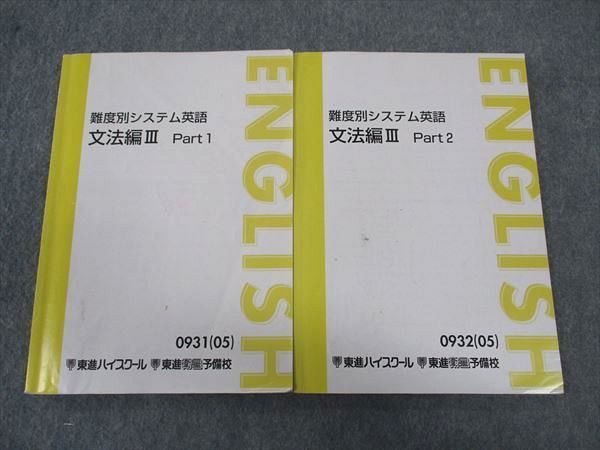 難度別システム英語
文法編Ⅲ Part 1
ENGLISH
0931(05)
東進ハイスクール 東進衛星予備校
難度別システム英語
文法編Ⅲ Part 2
ENGLISH
0932(05)
東進ハイスクール 東進衛星予備校